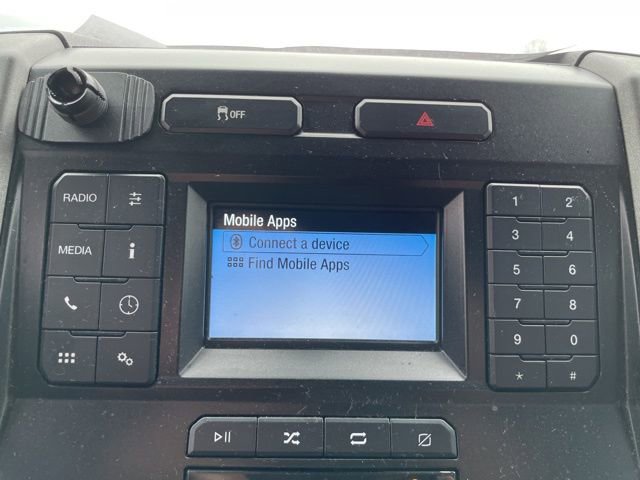 OFF
RADIO
MEDIA
i
Mobile Apps
Connect a device
Find Mobile Apps
1 2
3 4
5 6
7 8
9 0
* #